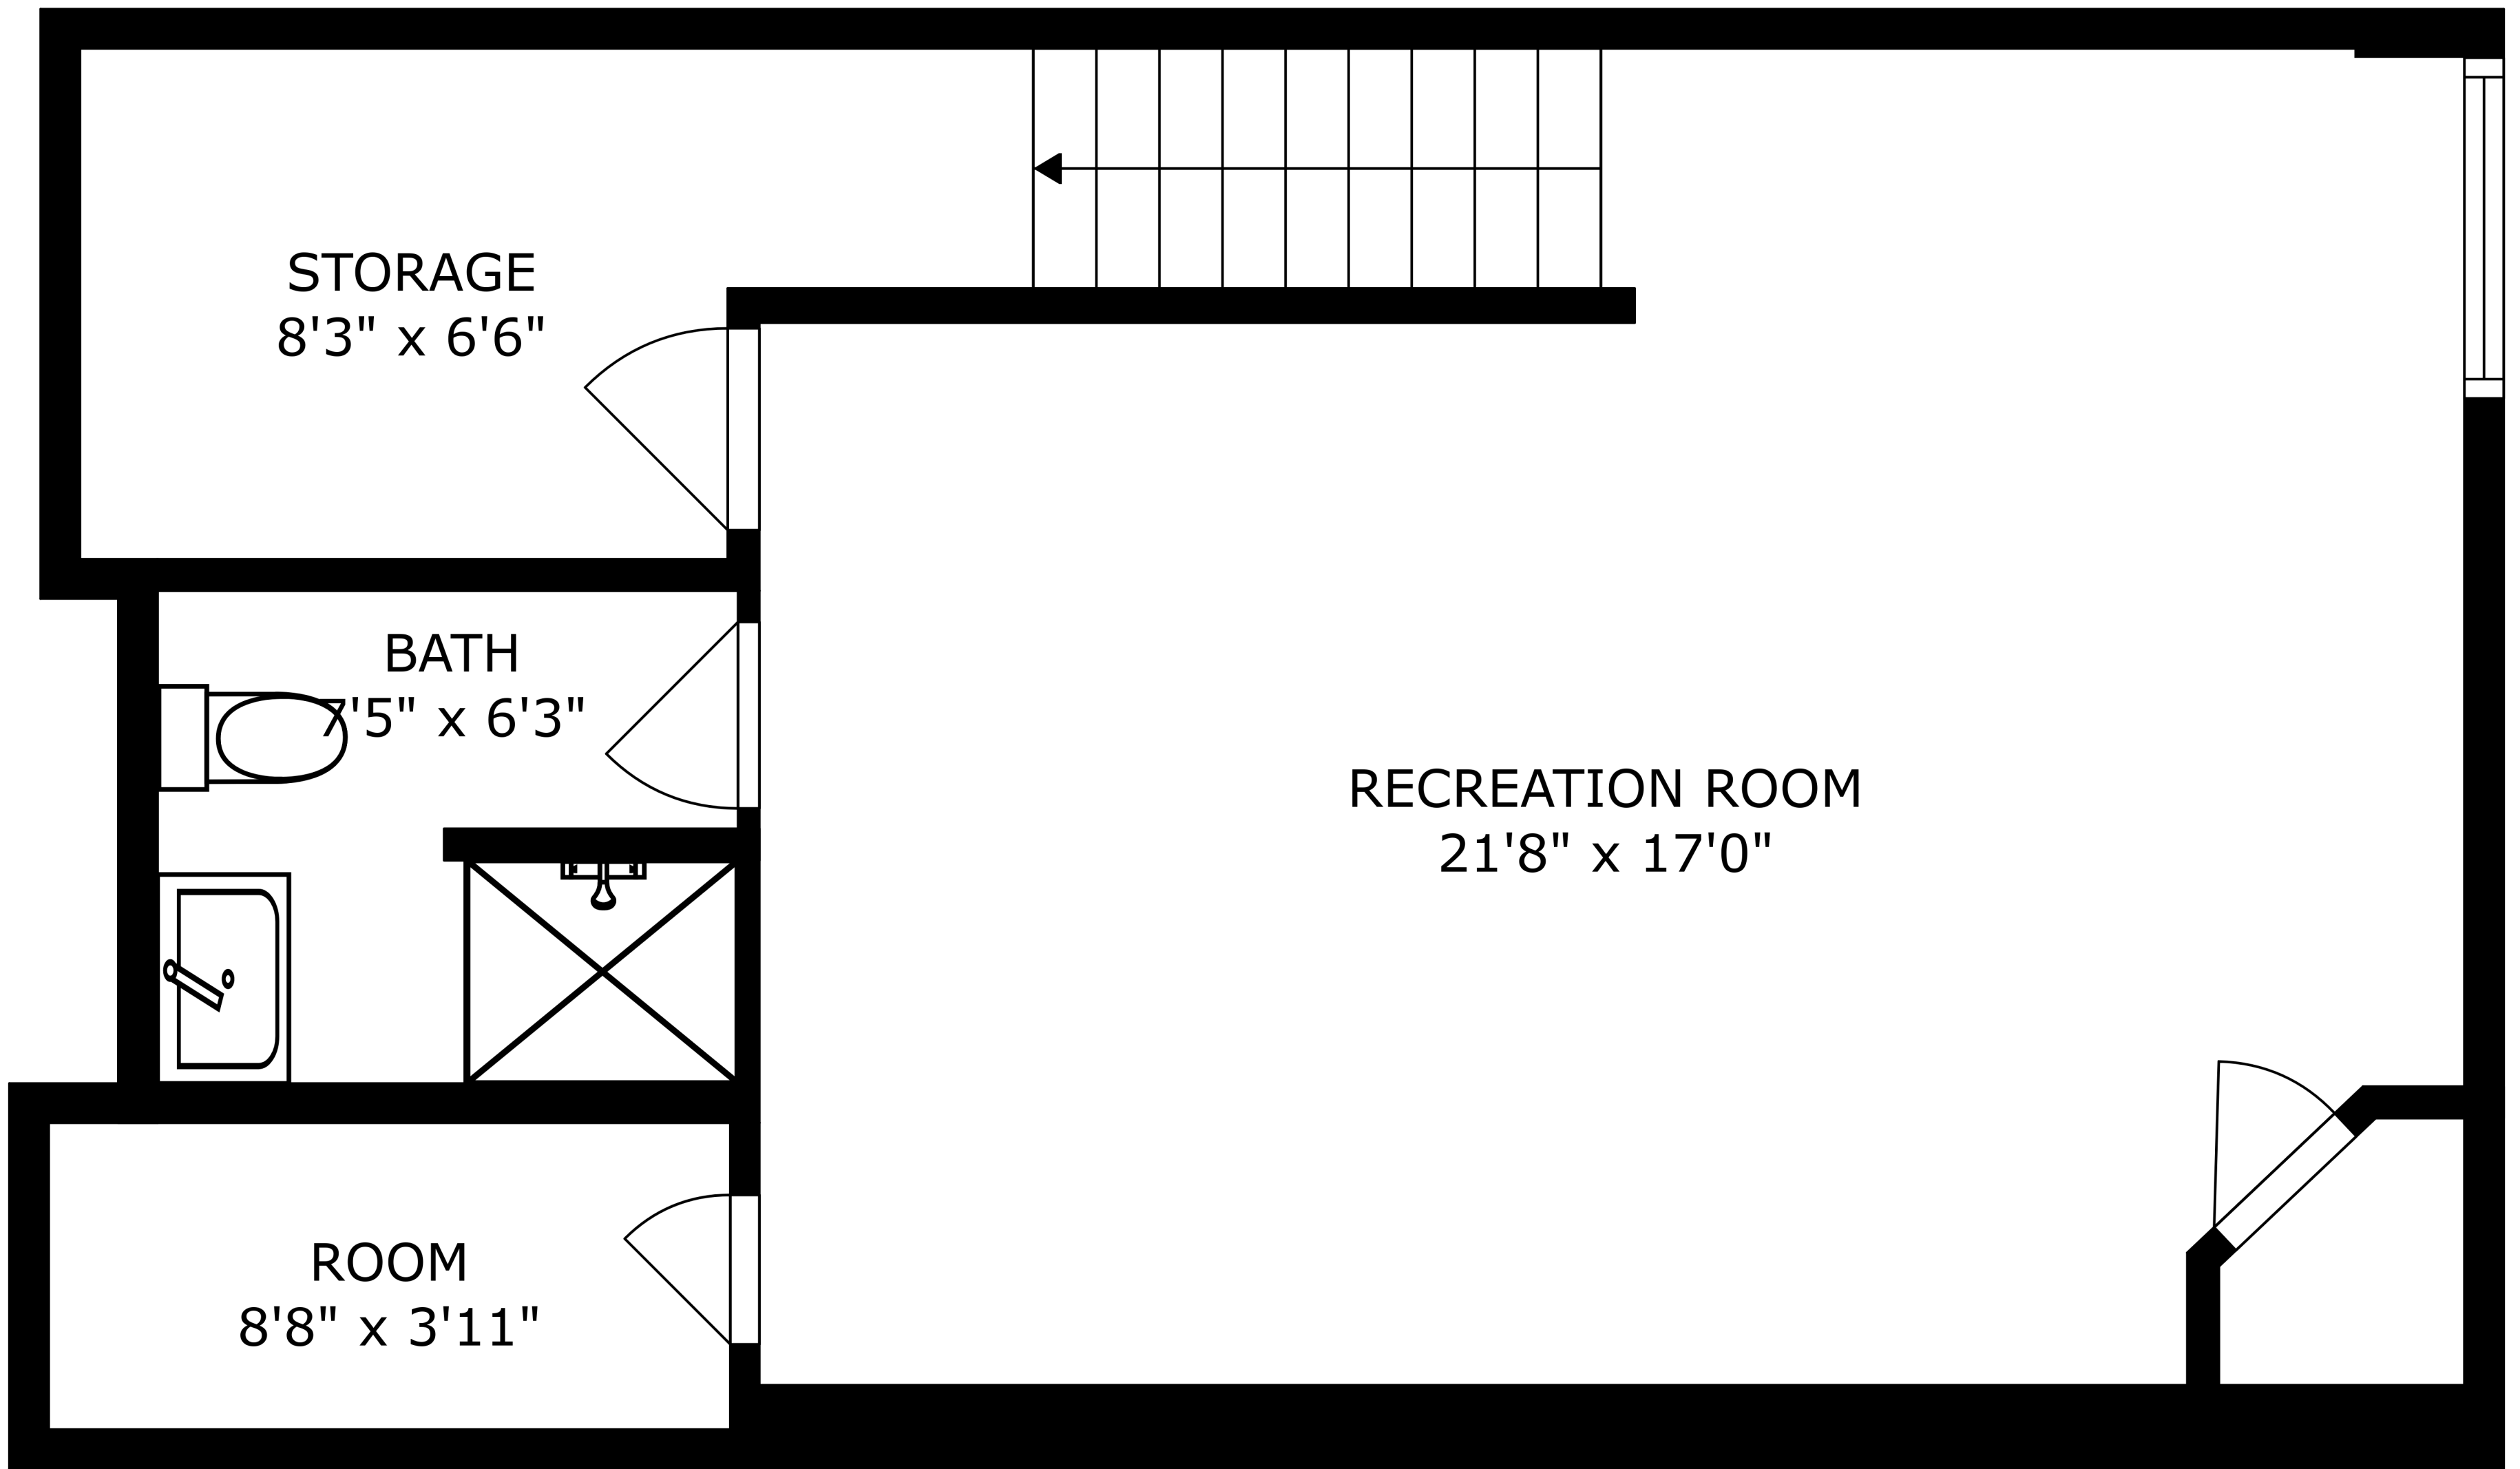 STORAGE
8'3" x 6'6"
BATH
7'5" x 6'3"
RECREATION ROOM
21'8" x 17'0"
ROOM
8'8" x 3'11"